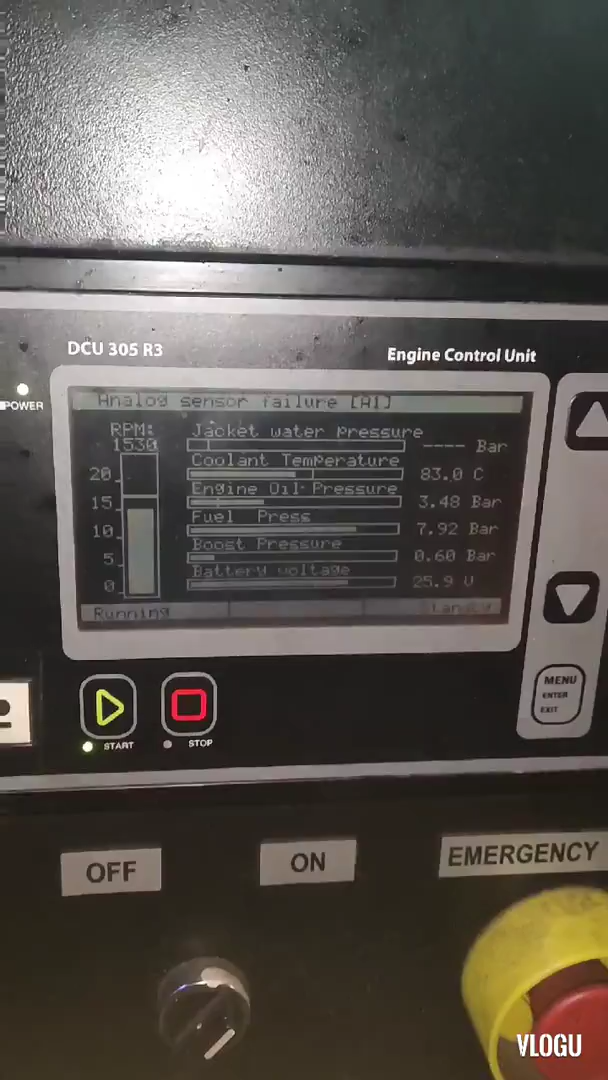 DCU 305 R3
Engine Control Unit
POWER
Analog sensor failure [A1]
RPM:
1530
20
15
10
5
0
Jacket water pressure
---- Bar
Coolant Temperature
83.0 C
Engine Oil Pressure
3.48 Bar
Fuel Press
7.92 Bar
Boost Pressure
0.60 Bar
Battery voltage
25.9 V
Running
Standby
MENU
ENTER
EXIT
START
STOP
OFF
ON
EMERGENCY
VLOGU